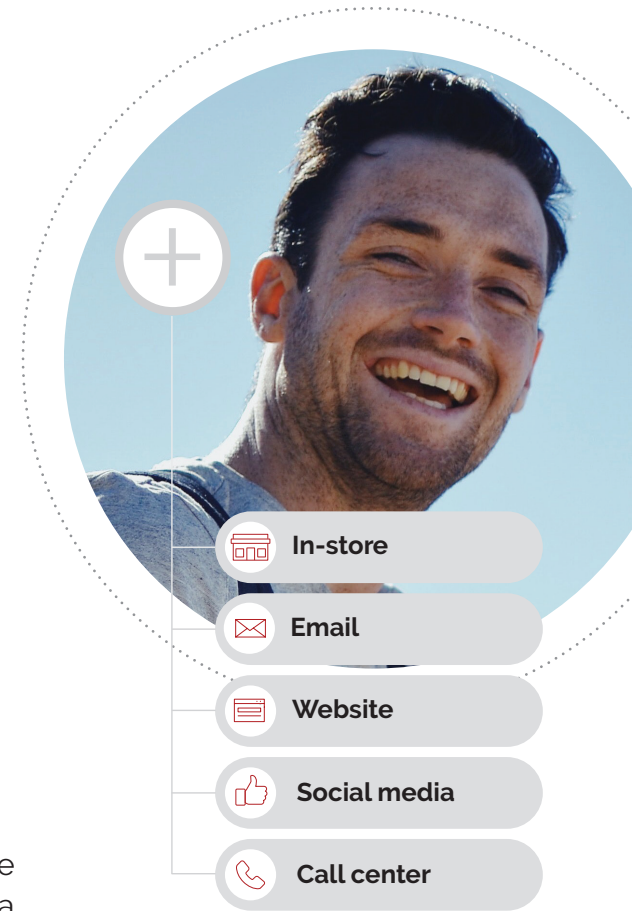 In-store
Email
Website
Social media
Call center
e
a